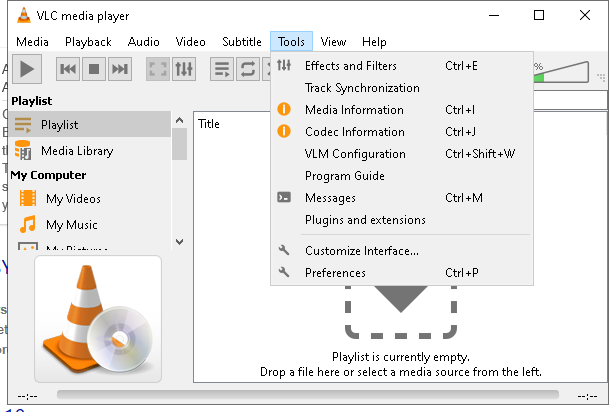 VLC media player
Media Playback Audio Video Subtitle Tools View Help
Effects and Filters Ctrl+E
Track Synchronization
Media Information Ctrl+I
Codec Information Ctrl+J
VLM Configuration Ctrl+Shift+W
Program Guide
Messages Ctrl+M
Plugins and extensions
Customize Interface...
Preferences Ctrl+P
%
Playlist
Playlist
Media Library
My Computer
My Videos
My Music
My Pictures
Title
Playlist is currently empty.
Drop a file here or select a media source from the left.
--:-- --:--